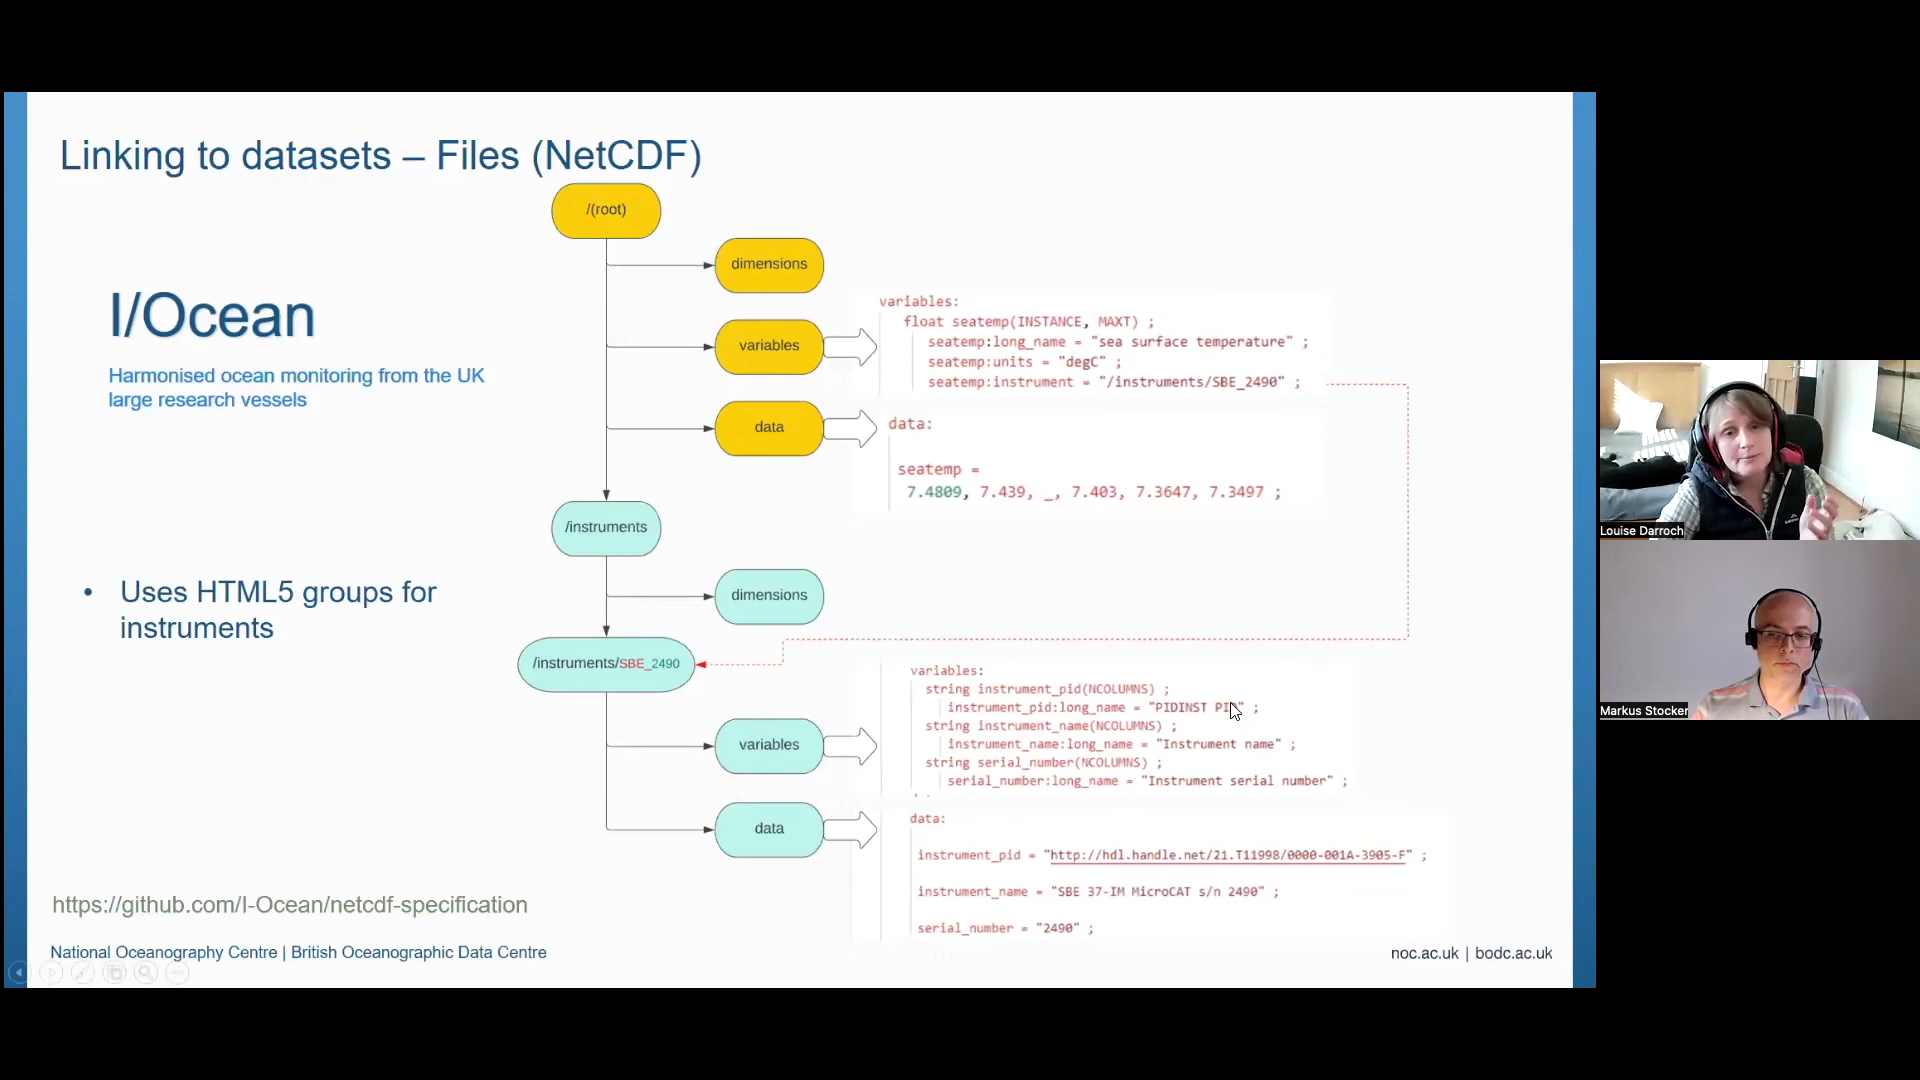 Linking to datasets – Files (NetCDF)
/(root)
dimensions
I/Ocean
variables:
float seatemp(INSTANCE, MAXT) ;
seatemp:long_name = "sea surface temperature" ;
variables
seatemp:units = "degC" ;
seatemp:instrument = "/instruments/SBE_2490" ;
Harmonised ocean monitoring from the UK
large research vessels
data
data:
seatemp =
7.4809, 7.439, _, 7.403, 7.3647, 7.3497 ;
/instruments
Louise Darroch
• Uses HTML5 groups for
instruments
dimensions
/instruments/SBE_2490
variables:
string instrument_pid(NCOLUMNS) ;
instrument_pid:long_name = "PIDINST PID" ;
Markus Stocker
string instrument_name(NCOLUMNS) ;
variables
instrument_name:long_name = "Instrument name" ;
string serial_number(NCOLUMNS) ;
serial_number:long_name = "Instrument serial number" ;
data
data:
instrument_pid = "http://hdl.handle.net/21.T11998/0000-001A-3905-F" ;
instrument_name = "SBE 37-IM MicroCAT s/n 2490" ;
serial_number = "2490" ;
https://github.com/I-Ocean/netcdf-specification
National Oceanography Centre | British Oceanographic Data Centre
noc.ac.uk | bodc.ac.uk